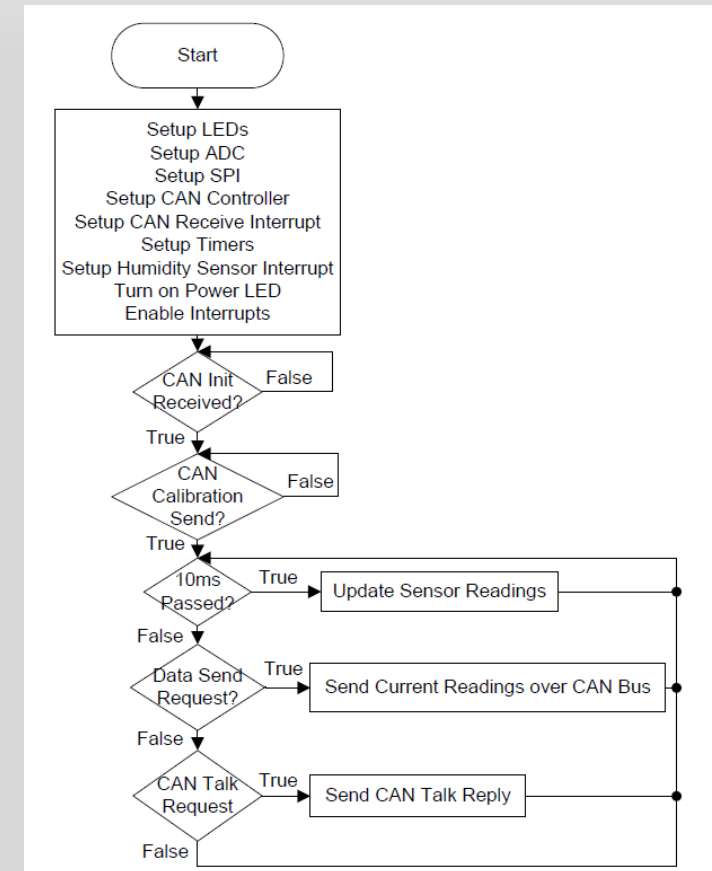 Start
Setup LEDs
Setup ADC
Setup SPI
Setup CAN Controller
Setup CAN Receive Interrupt
Setup Timers
Setup Humidity Sensor Interrupt
Turn on Power LED
Enable Interrupts
CAN Init
Received?
False
True
CAN
Calibration
Send?
False
True
10ms
Passed?
True
Update Sensor Readings
False
Data Send
Request?
True
Send Current Readings over CAN Bus
False
CAN Talk
Request
True
Send CAN Talk Reply
False